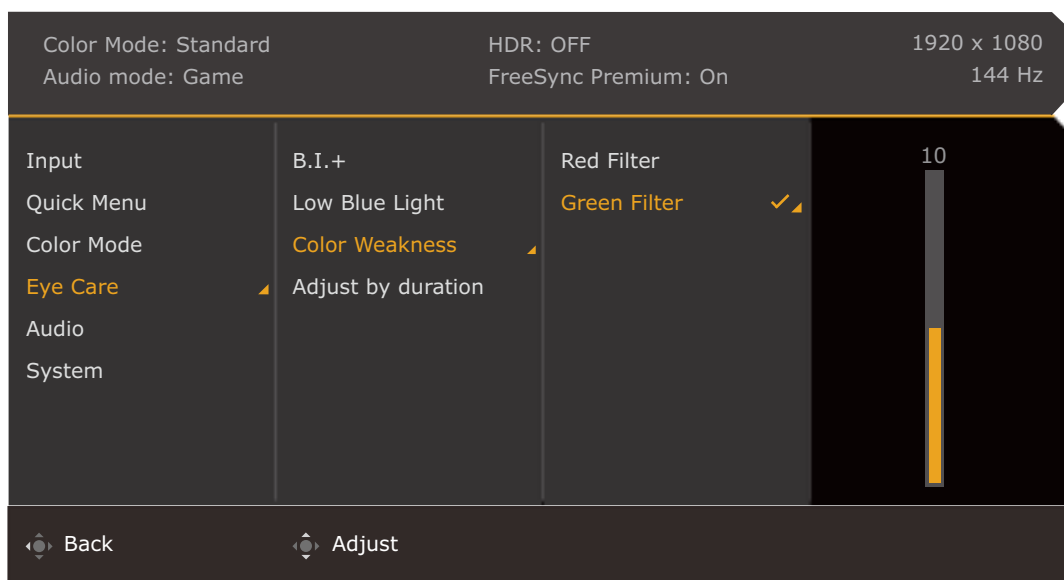 Color Mode: Standard
Audio mode: Game
HDR: OFF
FreeSync Premium: On
1920 x 1080
144 Hz
Input
Quick Menu
Color Mode
Eye Care
Audio
System
B.I.+
Low Blue Light
Color Weakness
Adjust by duration
Red Filter
Green Filter
10
Back
Adjust